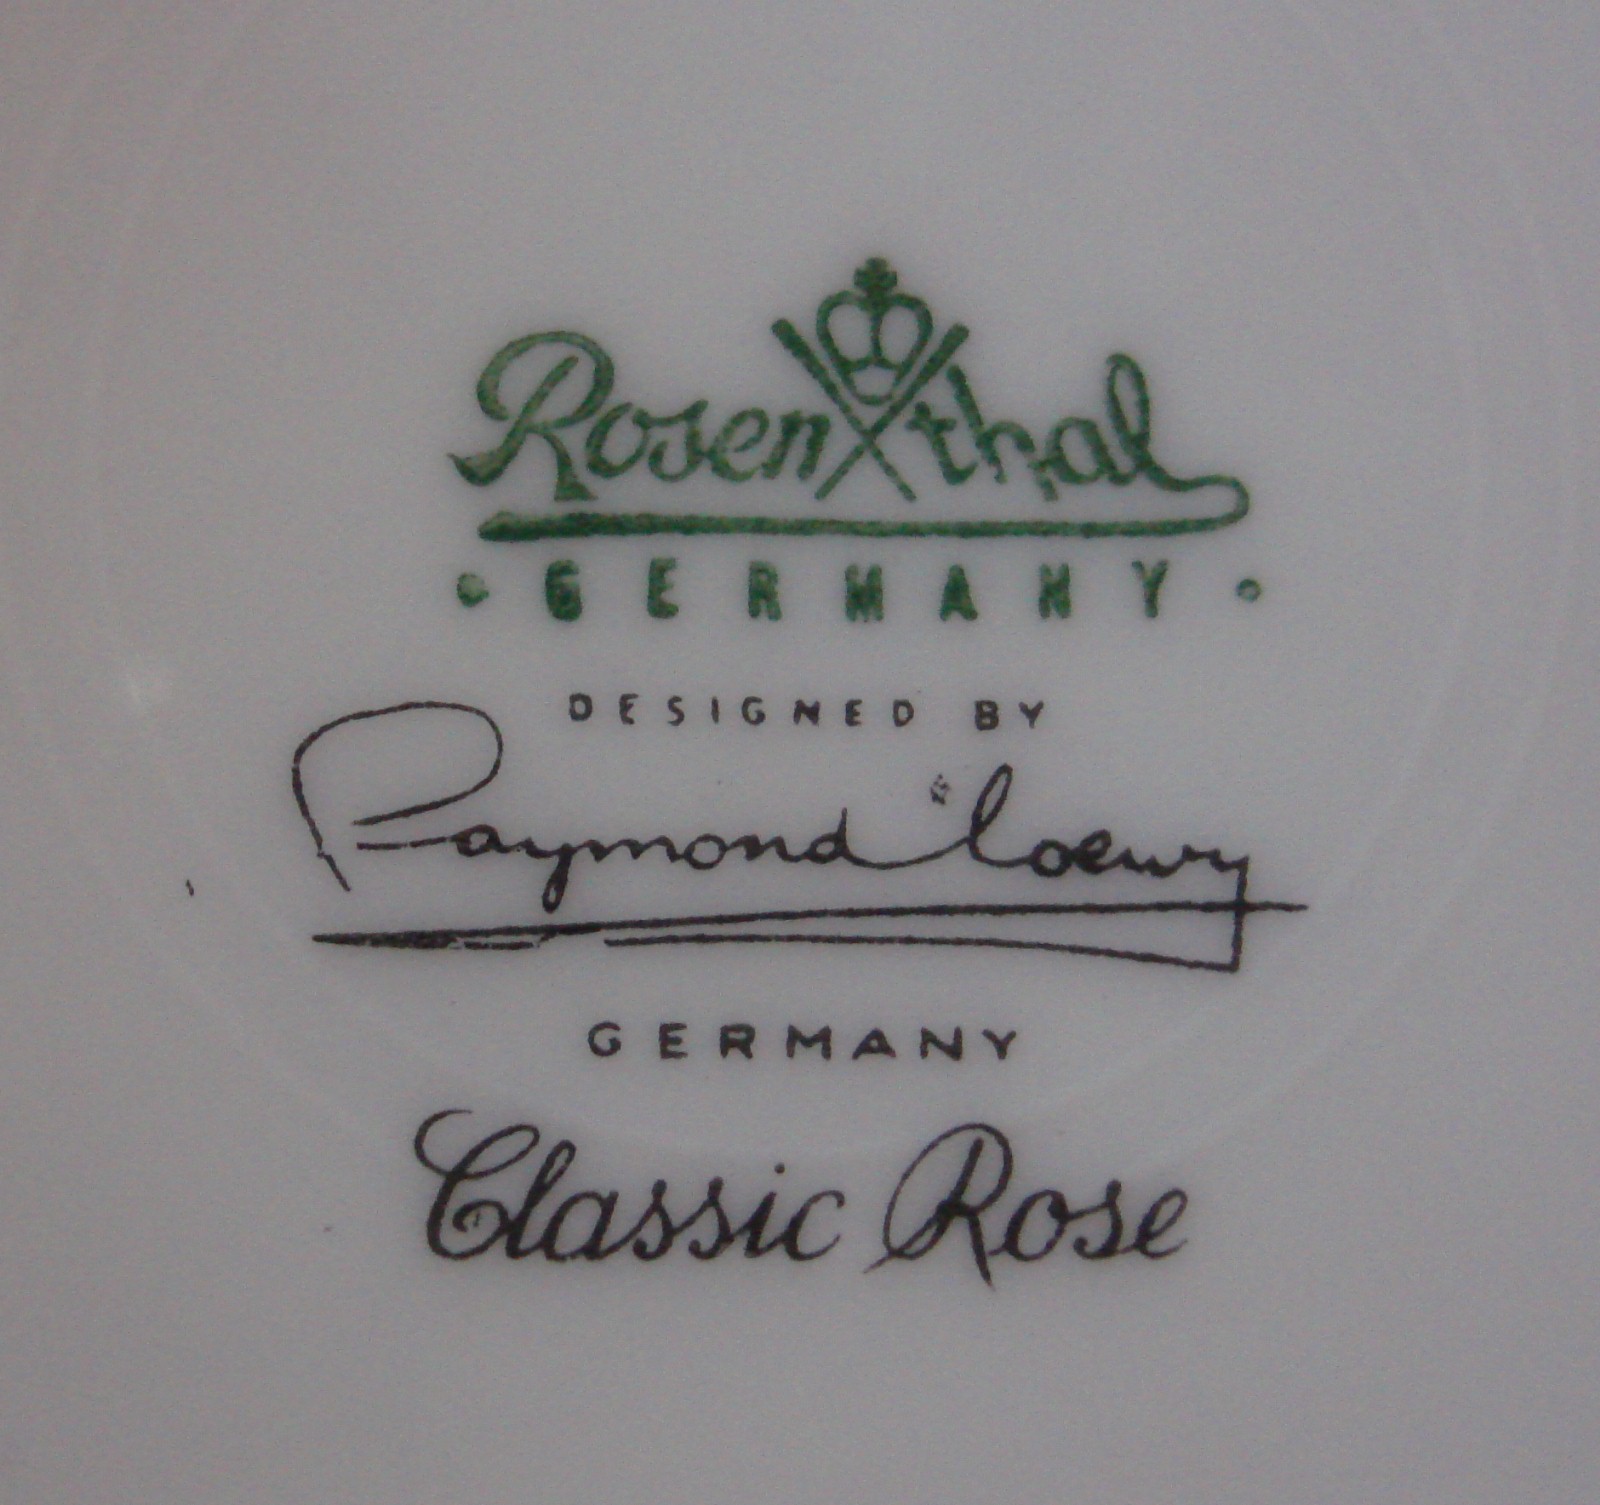 Rosenthal
· GERMANY ·
DESIGNED BY
Raymond Loewy
GERMANY
Classic Rose